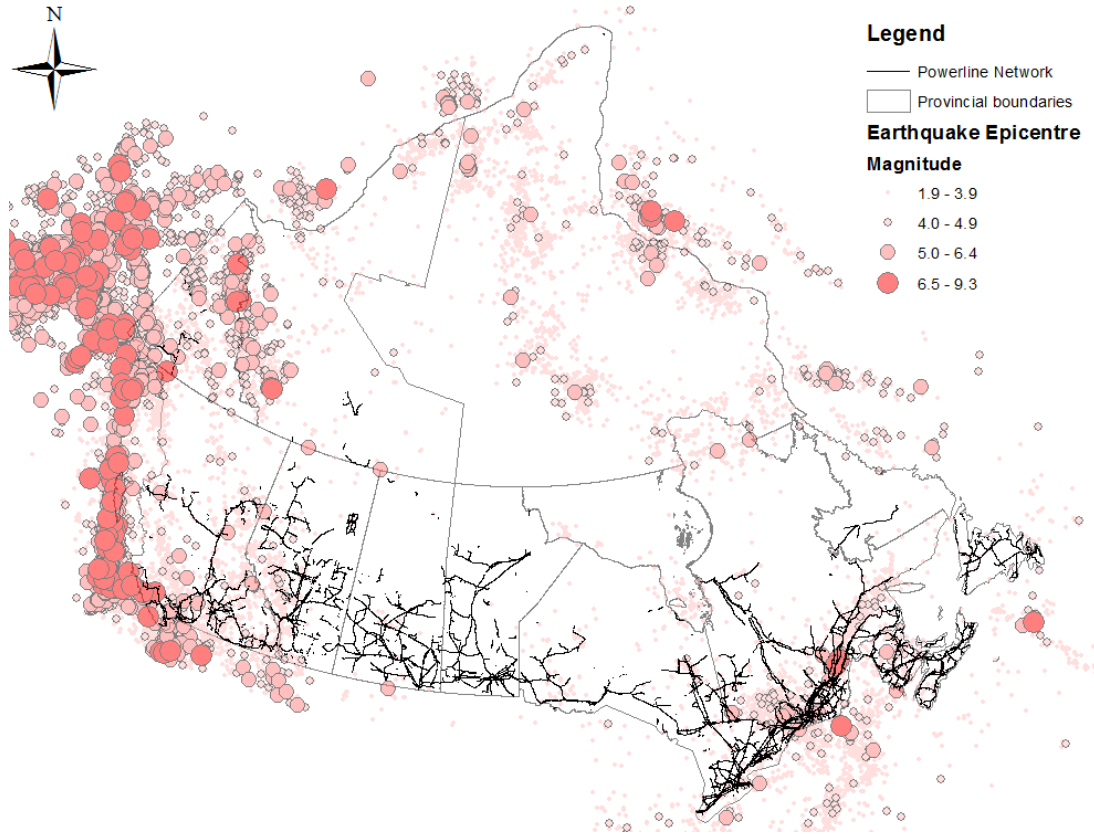 N
Legend
Powerline Network
Provincial boundaries
Earthquake Epicentre
Magnitude
1.9 - 3.9
4.0 - 4.9
5.0 - 6.4
6.5 - 9.3